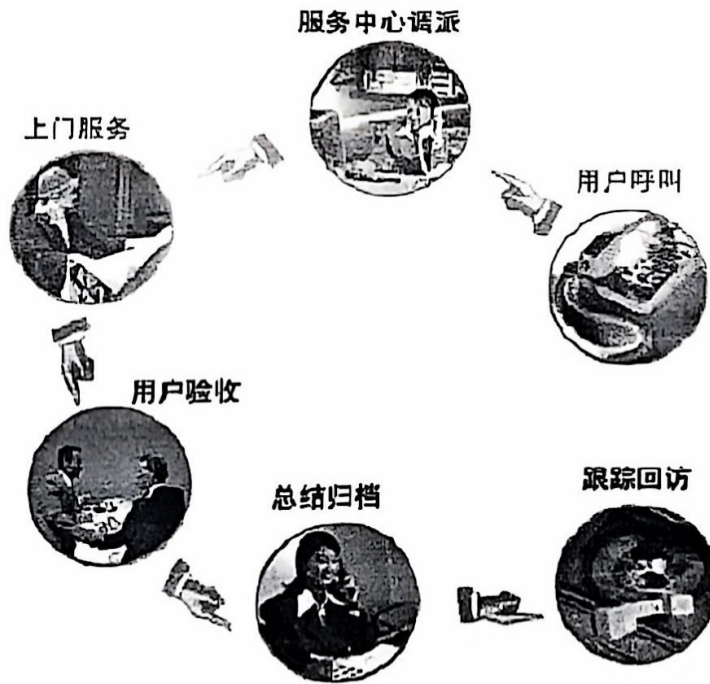 服务中心调派
上门服务
用户呼叫
用户验收
总结归档
跟踪回访